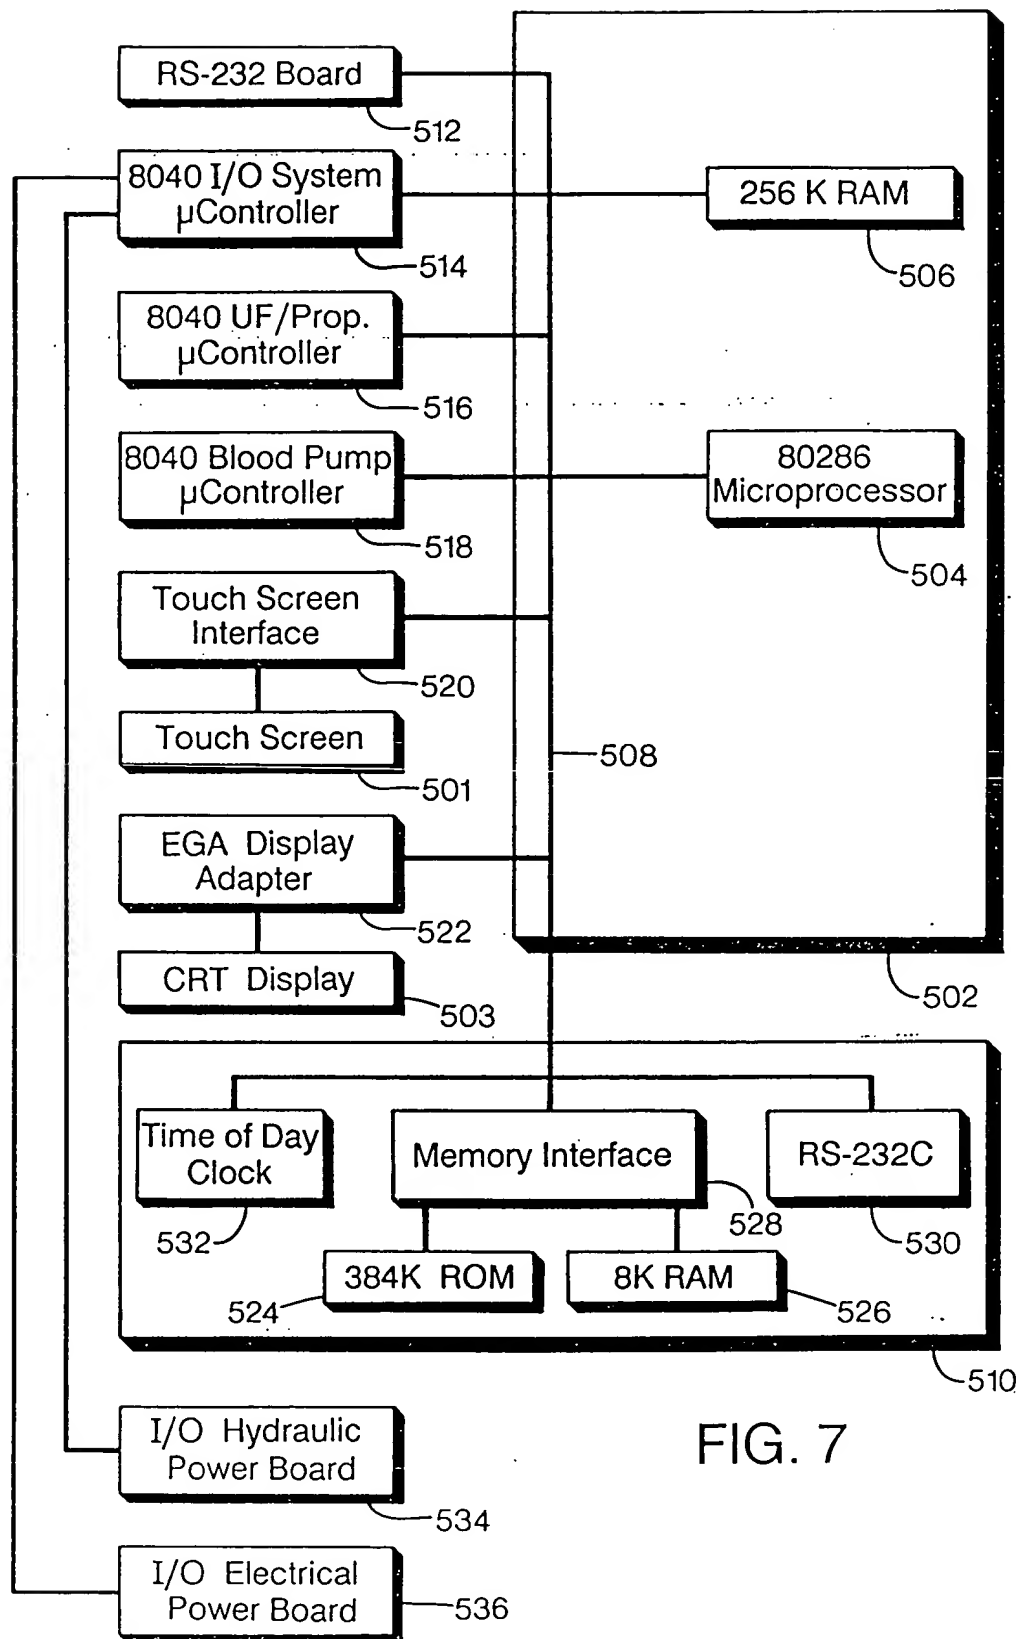 RS-232 Board
512
8040 I/O System
µController
514
256 K RAM
506
8040 UF/Prop.
µController
516
8040 Blood Pump
µController
518
80286
Microprocessor
504
Touch Screen
Interface
520
Touch Screen
501
508
EGA Display
Adapter
522
CRT Display
503
502
Time of Day
Clock
532
Memory Interface
528
RS-232C
530
384K ROM
524
8K RAM
526
510
I/O Hydraulic
Power Board
534
FIG. 7
I/O Electrical
Power Board
536